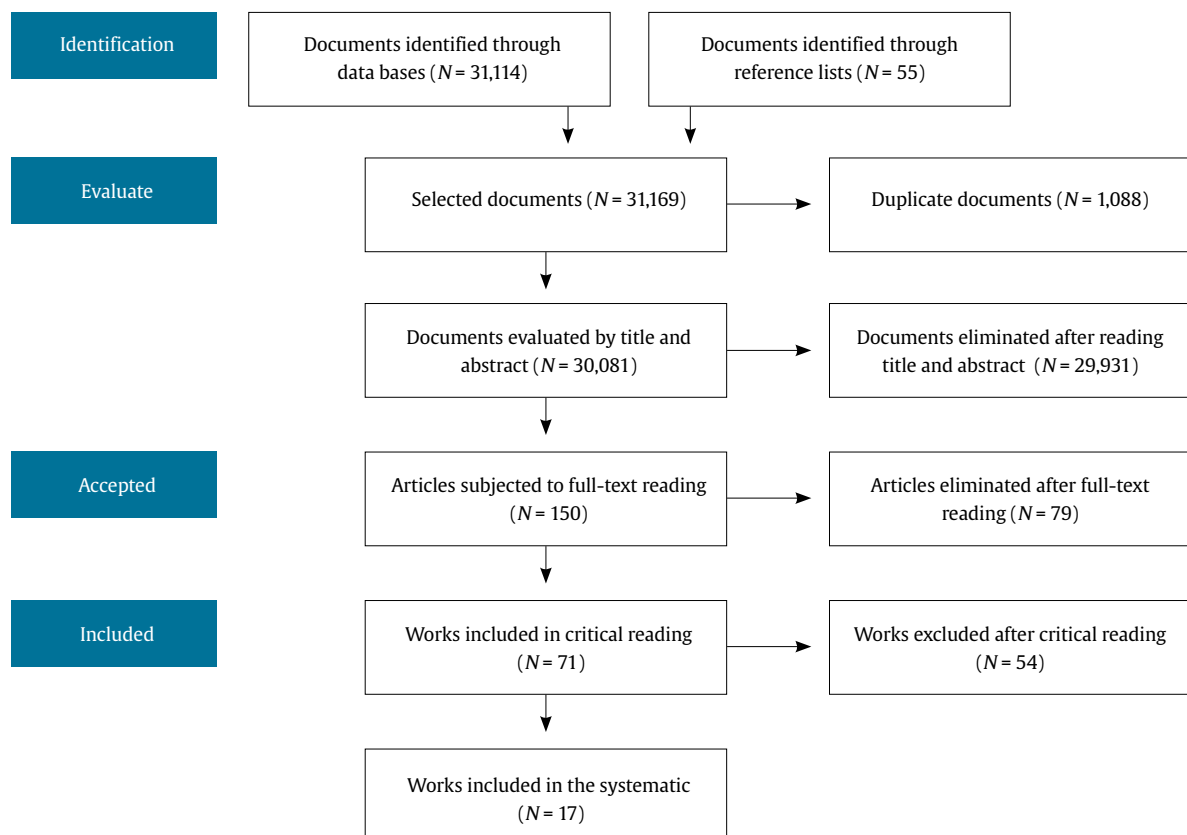 Identification
Documents identified through
data bases (N = 31,114)
Documents identified through
reference lists (N = 55)
Evaluate
Selected documents (N = 31,169)
Duplicate documents (N = 1,088)
Documents evaluated by title and
abstract (N = 30,081)
Documents eliminated after reading
title and abstract (N = 29,931)
Accepted
Articles subjected to full-text reading
(N = 150)
Articles eliminated after full-text
reading (N = 79)
Included
Works included in critical reading
(N = 71)
Works excluded after critical reading
(N = 54)
Works included in the systematic
(N = 17)